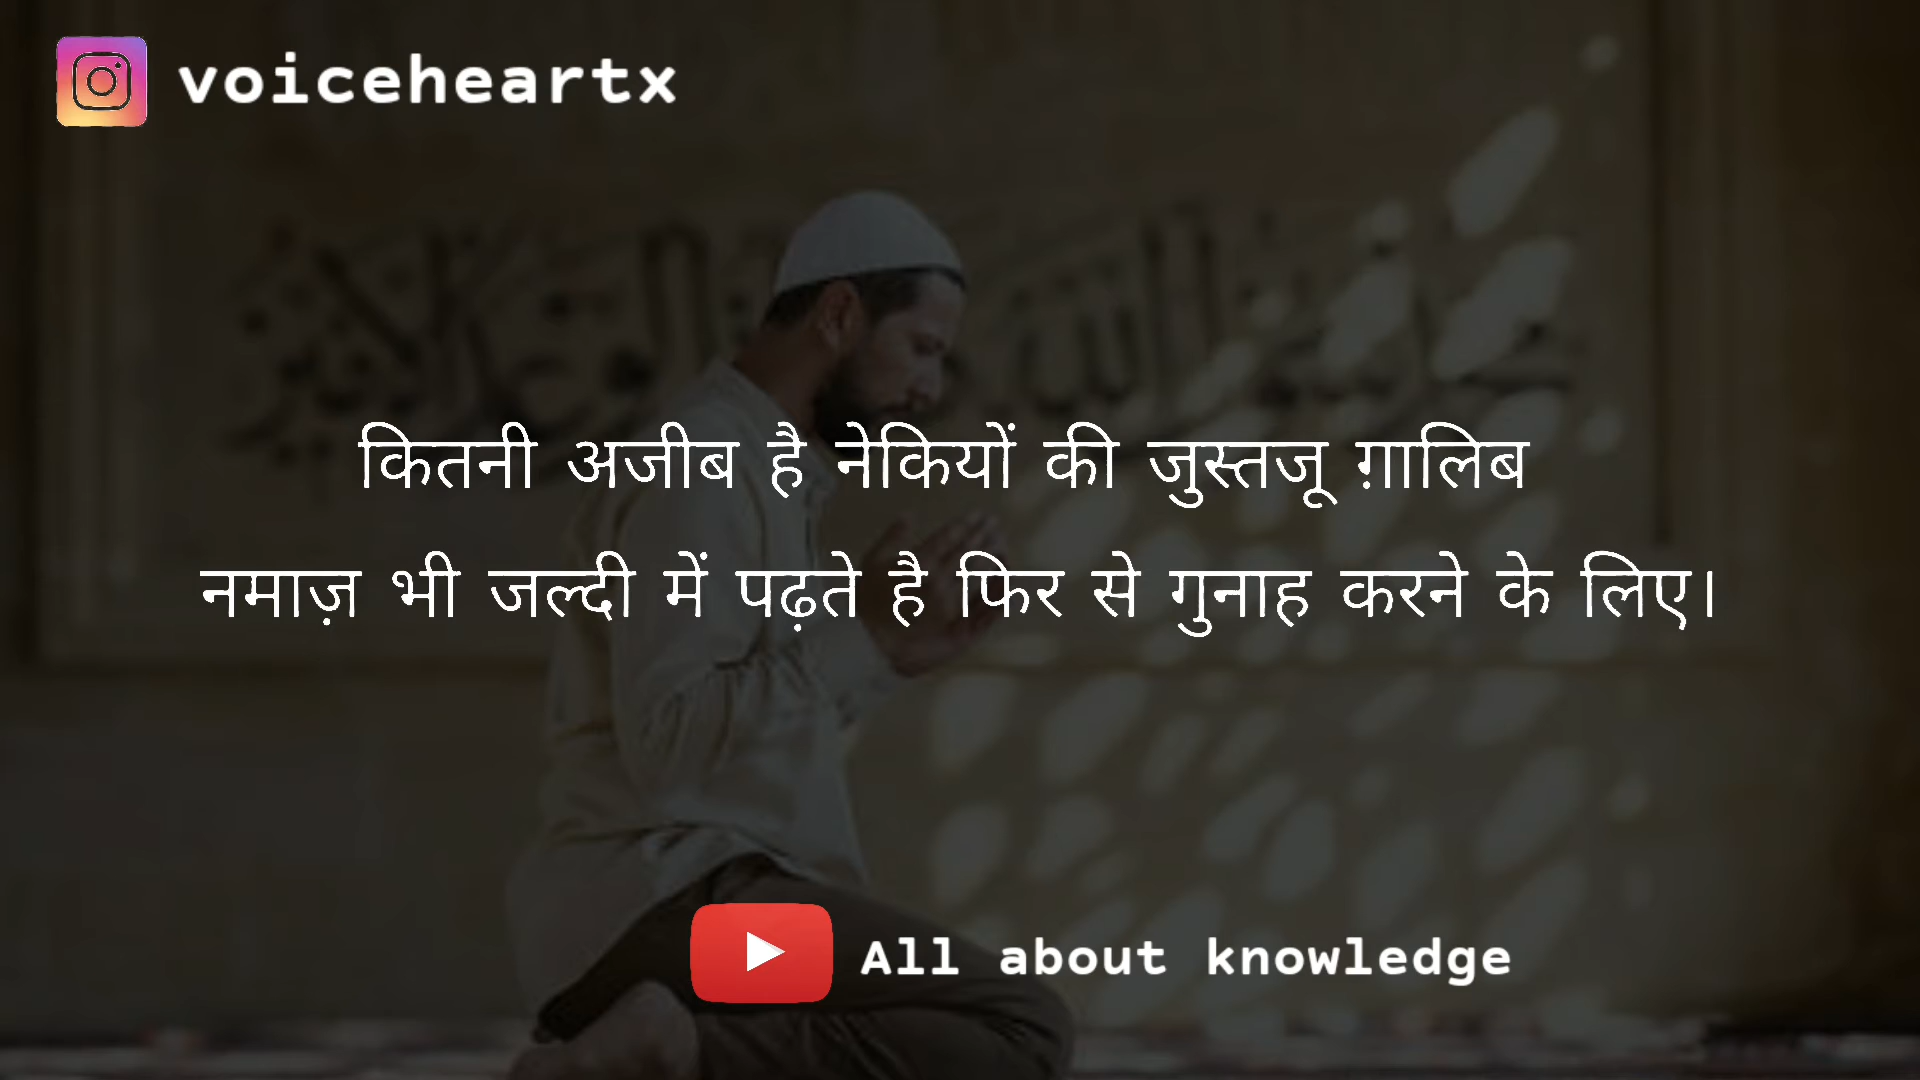 voiceheartx
कितनी अजीब है नेकियों की जुस्तजू ग़ालिब
नमाज़ भी जल्दी में पढ़ते है फिर से गुनाह करने के लिए।
All about knowledge